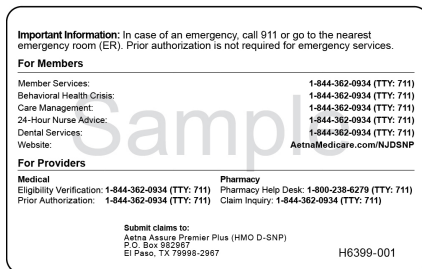 Important Information: In case of an emergency, call 911 or go to the nearest
emergency room (ER). Prior authorization is not required for emergency services.
For Members
Member Services: 1-844-362-0934 (TTY: 711)
Behavioral Health Crisis: 1-844-362-0934 (TTY: 711)
Care Management: 1-844-362-0934 (TTY: 711)
24-Hour Nurse Advice: 1-844-362-0934 (TTY: 711)
Dental Services: 1-844-362-0934 (TTY: 711)
Website: AetnaMedicare.com/NJDSNP
Sample
For Providers
Medical Pharmacy
Eligibility Verification: 1-844-362-0934 (TTY: 711) Pharmacy Help Desk: 1-800-238-6279 (TTY: 711)
Prior Authorization: 1-844-362-0934 (TTY: 711) Claim Inquiry: 1-844-362-0934 (TTY: 711)
Submit claims to:
Aetna Assure Premier Plus (HMO D-SNP)
P.O. Box 982967
El Paso, TX 79998-2967
H6399-001